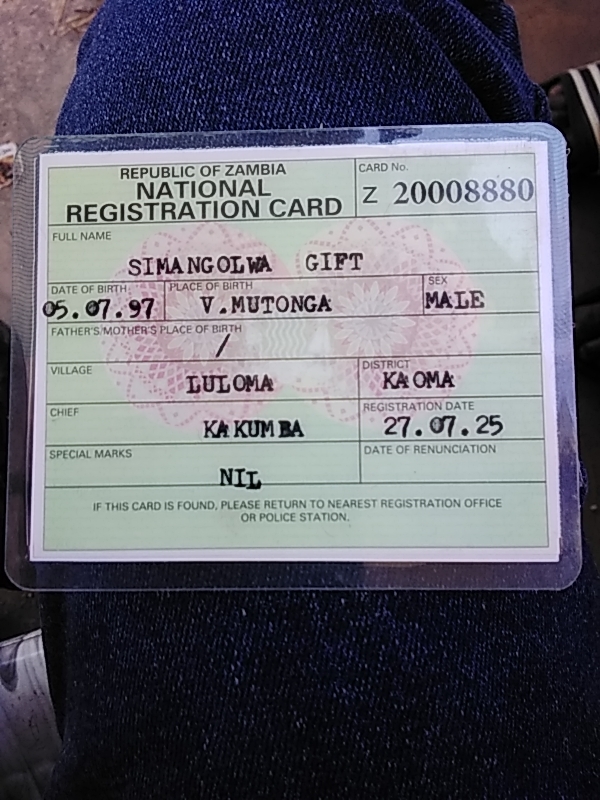 REPUBLIC OF ZAMBIA
NATIONAL
REGISTRATION CARD
CARD No.
Z 20008880
FULL NAME
SIMANGOLWA GIFT
DATE OF BIRTH
05.07.97
PLACE OF BIRTH
V.MUTONGA
SEX
MALE
FATHER'S/MOTHER'S PLACE OF BIRTH
/
VILLAGE
LULOMA
DISTRICT
KAOMA
CHIEF
KAKUMBA
REGISTRATION DATE
27.07.25
SPECIAL MARKS
NIL
DATE OF RENUNCIATION
IF THIS CARD IS FOUND, PLEASE RETURN TO NEAREST REGISTRATION OFFICE
OR POLICE STATION.